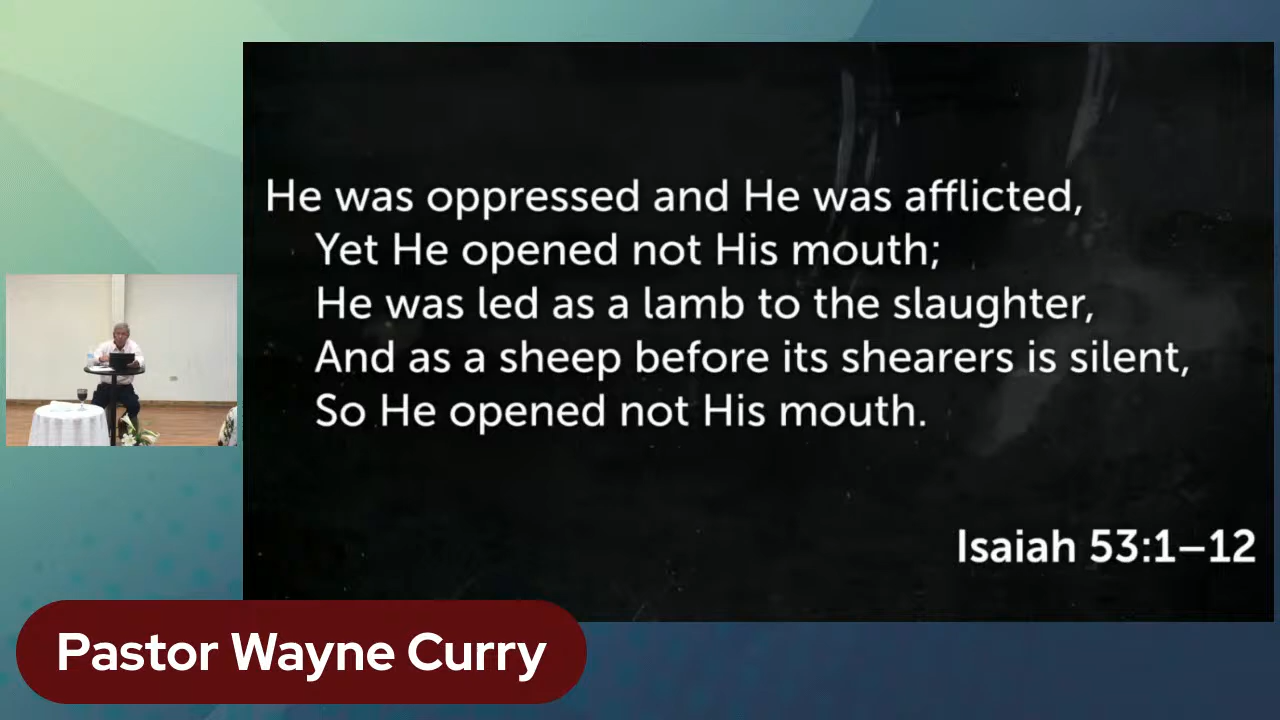 He was oppressed and He was afflicted,
Yet He opened not His mouth;
He was led as a lamb to the slaughter,
And as a sheep before its shearers is silent,
So He opened not His mouth.
Isaiah 53:1–12
Pastor Wayne Curry